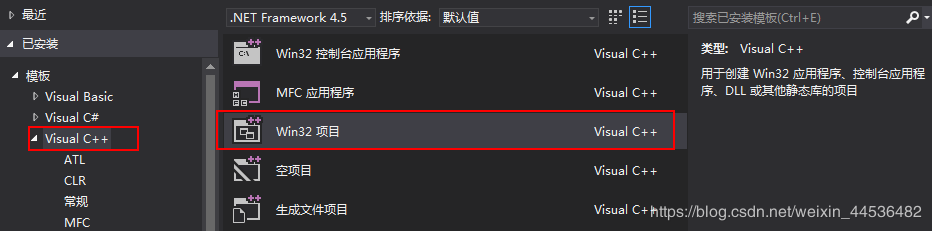 最近
已安装
模板
Visual Basic
Visual C#
Visual C++
ATL
CLR
常规
MFC
.NET Framework 4.5 排序依据: 默认值
C:\
Win32 控制台应用程序 Visual C++
MFC 应用程序 Visual C++
Win32 项目 Visual C++
空项目 Visual C++
生成文件项目 Visual C++
搜索已安装模板(Ctrl+E)
类型: Visual C++
用于创建 Win32 应用程序、控制台应用程
序、DLL 或其他静态库的项目
https://blog.csdn.net/weixin_44536482